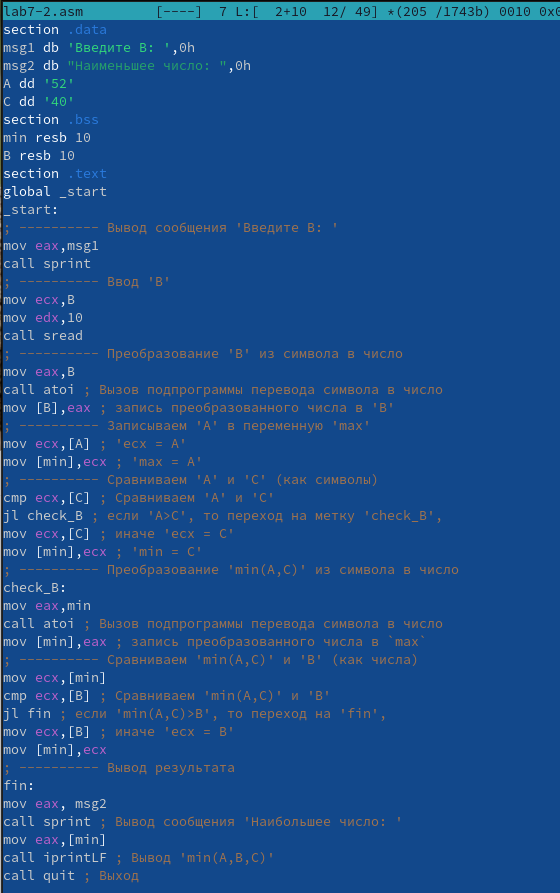 lab7-2.asm [----] 7 L:[ 2+10 12/ 49] *(205 /1743b) 0010 0x0
section .data
msg1 db 'Введите B: ',0h
msg2 db "Наименьшее число: ",0h
A dd '52'
C dd '40'
section .bss
min resb 10
B resb 10
section .text
global _start
_start:
; ---------- Вывод сообщения 'Введите B: '
mov eax,msg1
call sprint
; ---------- Ввод 'B'
mov ecx,B
mov edx,10
call sread
; ---------- Преобразование 'B' из символа в число
mov eax,B
call atoi ; Вызов подпрограммы перевода символа в число
mov [B],eax ; запись преобразованного числа в 'B'
; ---------- Записываем 'A' в переменную 'max'
mov ecx,[A] ; 'ecx = A'
mov [min],ecx ; 'max = A'
; ---------- Сравниваем 'A' и 'C' (как символы)
cmp ecx,[C] ; Сравниваем 'A' и 'C'
jl check_B ; если 'A>C', то переход на метку 'check_B',
mov ecx,[C] ; иначе 'ecx = C'
mov [min],ecx ; 'min = C'
; ---------- Преобразование 'min(A,C)' из символа в число
check_B:
mov eax,min
call atoi ; Вызов подпрограммы перевода символа в число
mov [min],eax ; запись преобразованного числа в `max`
; ---------- Сравниваем 'min(A,C)' и 'B' (как числа)
mov ecx,[min]
cmp ecx,[B] ; Сравниваем 'min(A,C)' и 'B'
jl fin ; если 'min(A,C)>B', то переход на 'fin',
mov ecx,[B] ; иначе 'ecx = B'
mov [min],ecx
; ---------- Вывод результата
fin:
mov eax, msg2
call sprint ; Вывод сообщения 'Наибольшее число: '
mov eax,[min]
call iprintLF ; Вывод 'min(A,B,C)'
call quit ; Выход